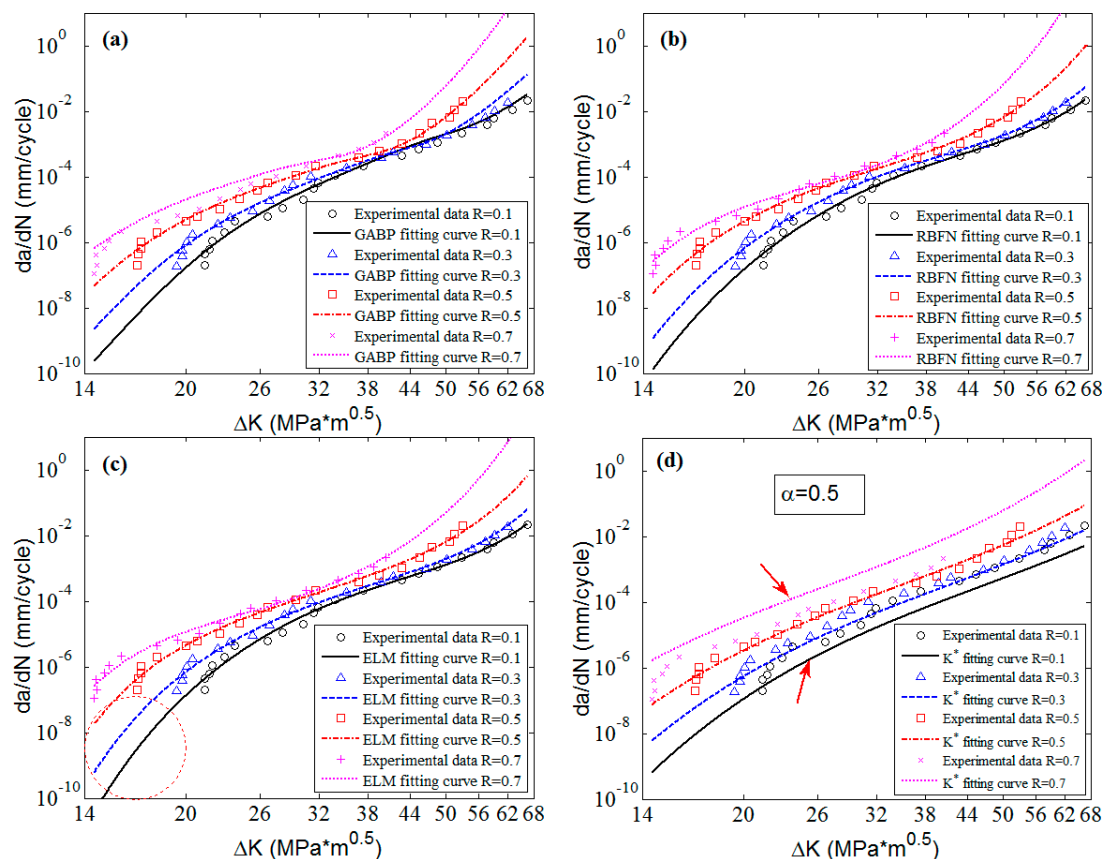 (a)
da/dN (mm/cycle)
10^0
10^-2
10^-4
10^-6
10^-8
10^-10
Experimental data R=0.1
GABP fitting curve R=0.1
Experimental data R=0.3
GABP fitting curve R=0.3
Experimental data R=0.5
GABP fitting curve R=0.5
Experimental data R=0.7
GABP fitting curve R=0.7
14 20 26 32 38 44 50 56 62 68
ΔK (MPa*m^0.5)
(b)
da/dN (mm/cycle)
10^0
10^-2
10^-4
10^-6
10^-8
10^-10
Experimental data R=0.1
RBFN fitting curve R=0.1
Experimental data R=0.3
RBFN fitting curve R=0.3
Experimental data R=0.5
RBFN fitting curve R=0.5
Experimental data R=0.7
RBFN fitting curve R=0.7
14 20 26 32 38 44 50 56 62 68
ΔK (MPa*m^0.5)
(c)
da/dN (mm/cycle)
10^0
10^-2
10^-4
10^-6
10^-8
10^-10
Experimental data R=0.1
ELM fitting curve R=0.1
Experimental data R=0.3
ELM fitting curve R=0.3
Experimental data R=0.5
ELM fitting curve R=0.5
Experimental data R=0.7
ELM fitting curve R=0.7
14 20 26 32 38 44 50 56 62 68
ΔK (MPa*m^0.5)
(d)
α=0.5
da/dN (mm/cycle)
10^0
10^-2
10^-4
10^-6
10^-8
10^-10
Experimental data R=0.1
K* fitting curve R=0.1
Experimental data R=0.3
K* fitting curve R=0.3
Experimental data R=0.5
K* fitting curve R=0.5
Experimental data R=0.7
K* fitting curve R=0.7
14 20 26 32 38 44 50 56 62 68
ΔK (MPa*m^0.5)